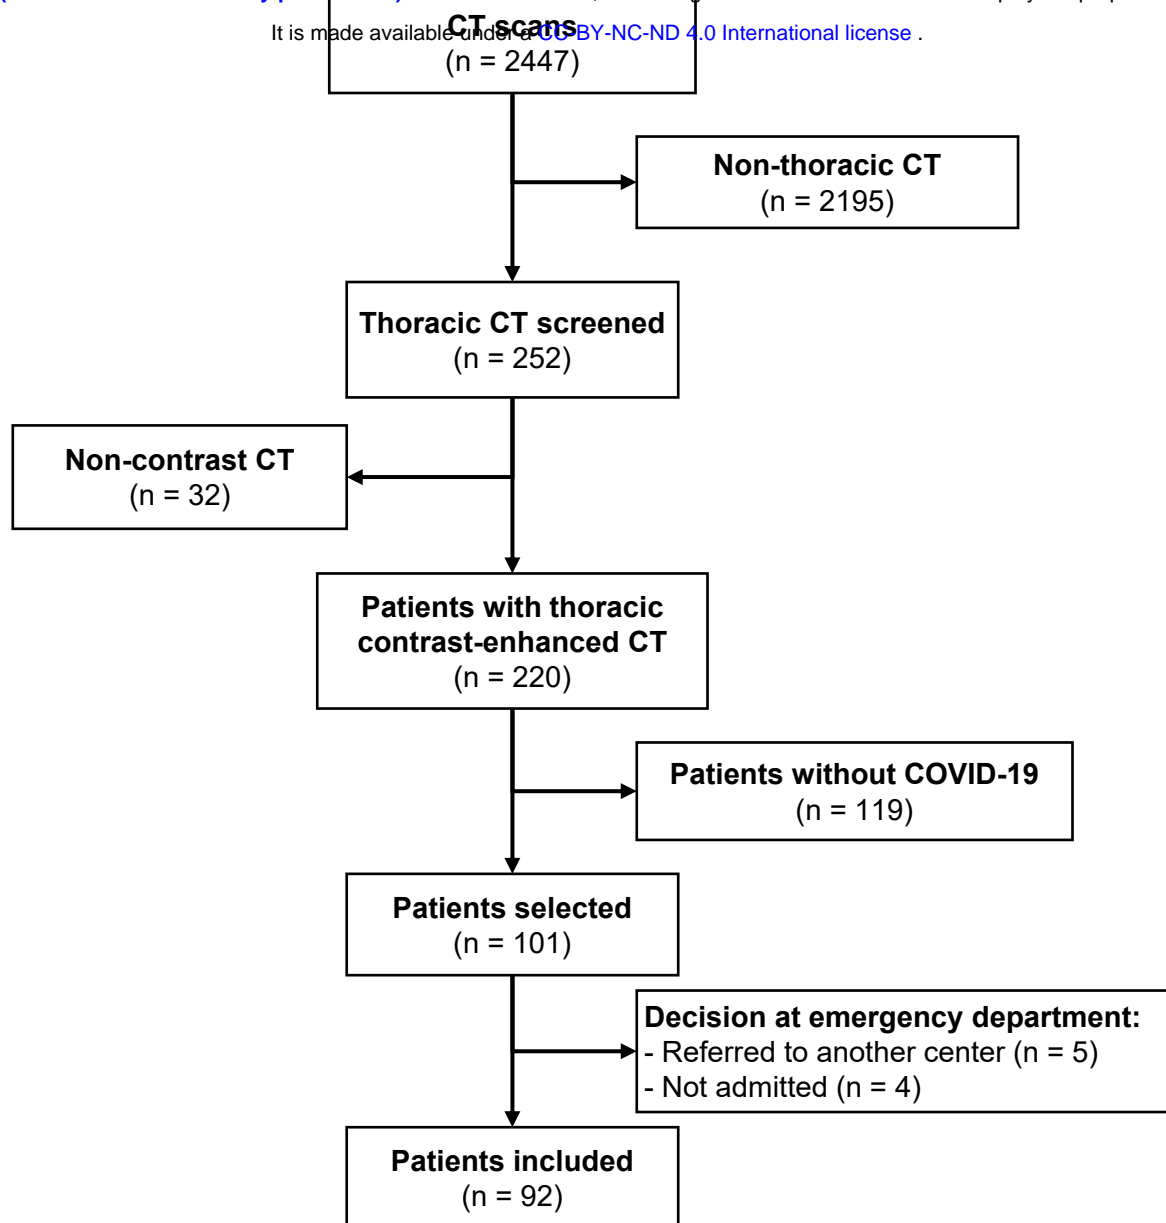 CT scans
It is made available under a CC-BY-NC-ND 4.0 International license .
(n = 2447)
Non-thoracic CT
(n = 2195)
Thoracic CT screened
(n = 252)
Non-contrast CT
(n = 32)
Patients with thoracic
contrast-enhanced CT
(n = 220)
Patients without COVID-19
(n = 119)
Patients selected
(n = 101)
Decision at emergency department:
- Referred to another center (n = 5)
- Not admitted (n = 4)
Patients included
(n = 92)